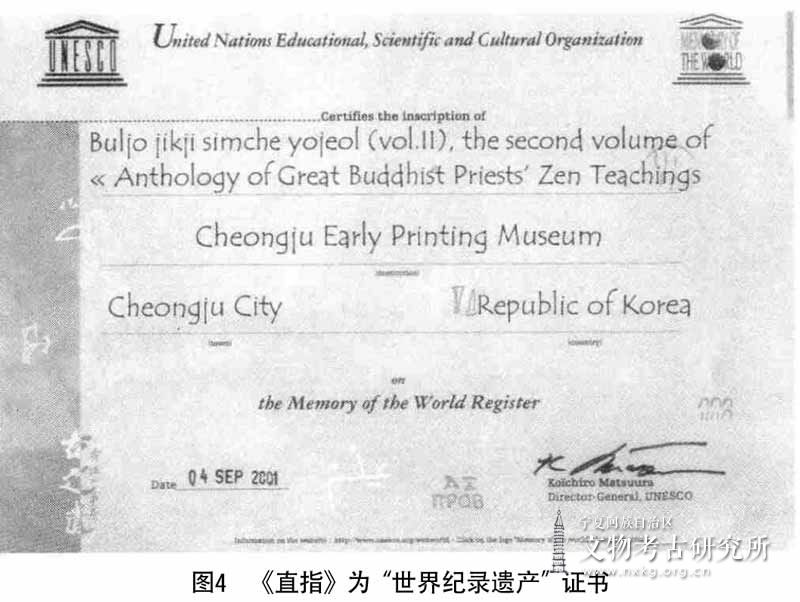 UNESCO
United Nations Educational, Scientific and Cultural Organization
MEMORY OF
THE WORLD
Certifies the inscription of
Buljo jikji simche yojeol (vol.II), the second volume of
« Anthology of Great Buddhist Priests' Zen Teachings
Cheongju Early Printing Museum
(institution)
Cheongju City
Republic of Korea
(town)
(country)
on
the Memory of the World Register
Date 04 SEP 2001
Koïchiro Matsuura
Director-General, UNESCO
宁夏回族自治区
文物考古研究所
www.nxkg.org.cn
图4 《直指》为“世界纪录遗产”证书